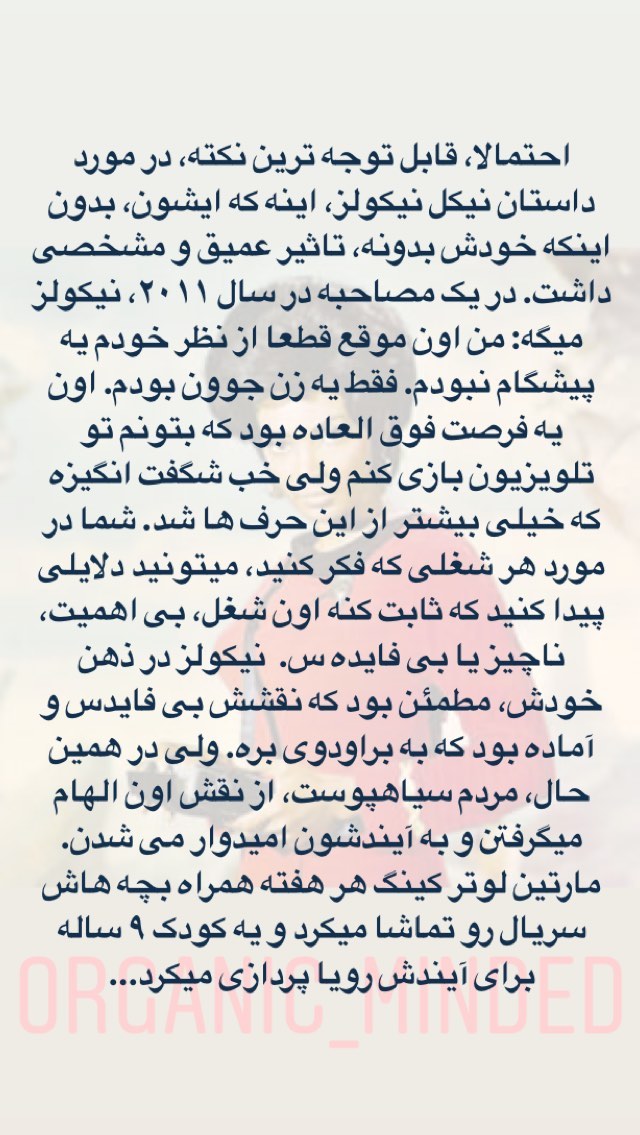 احتمالا، قابل توجه ترین نکته، در مورد
داستان نیکل نیکولز، اینه که ایشون، بدون
اینکه خودش بدونه، تاثیر عمیق و مشخصی
داشت. در یک مصاحبه در سال ۲۰۱۱، نیکولز
میگه: من اون موقع قطعا از نظر خودم یه
پیشگام نبودم. فقط یه زن جوون بودم. اون
یه فرصت فوق العاده بود که بتونم تو
تلویزیون بازی کنم ولی خب شگفت انگیزه
که خیلی بیشتر از این حرف ها شد. شما در
مورد هر شغلی که فکر کنید، میتونید دلایلی
پیدا کنید که ثابت کنه اون شغل، بی اهمیت،
ناچیز یا بی فایده س. نیکولز در ذهن
خودش، مطمئن بود که نقشش بی فایدس و
آماده بود که به براودوی بره. ولی در همین
حال، مردم سیاهپوست، از نقش اون الهام
میگرفتن و به آیندشون امیدوار می شدن.
مارتین لوتر کینگ هر هفته همراه بچه هاش
سریال رو تماشا میکرد و یه کودک ۹ ساله
برای آیندش رویا پردازی میکرد...
ORGANIC_MINDED